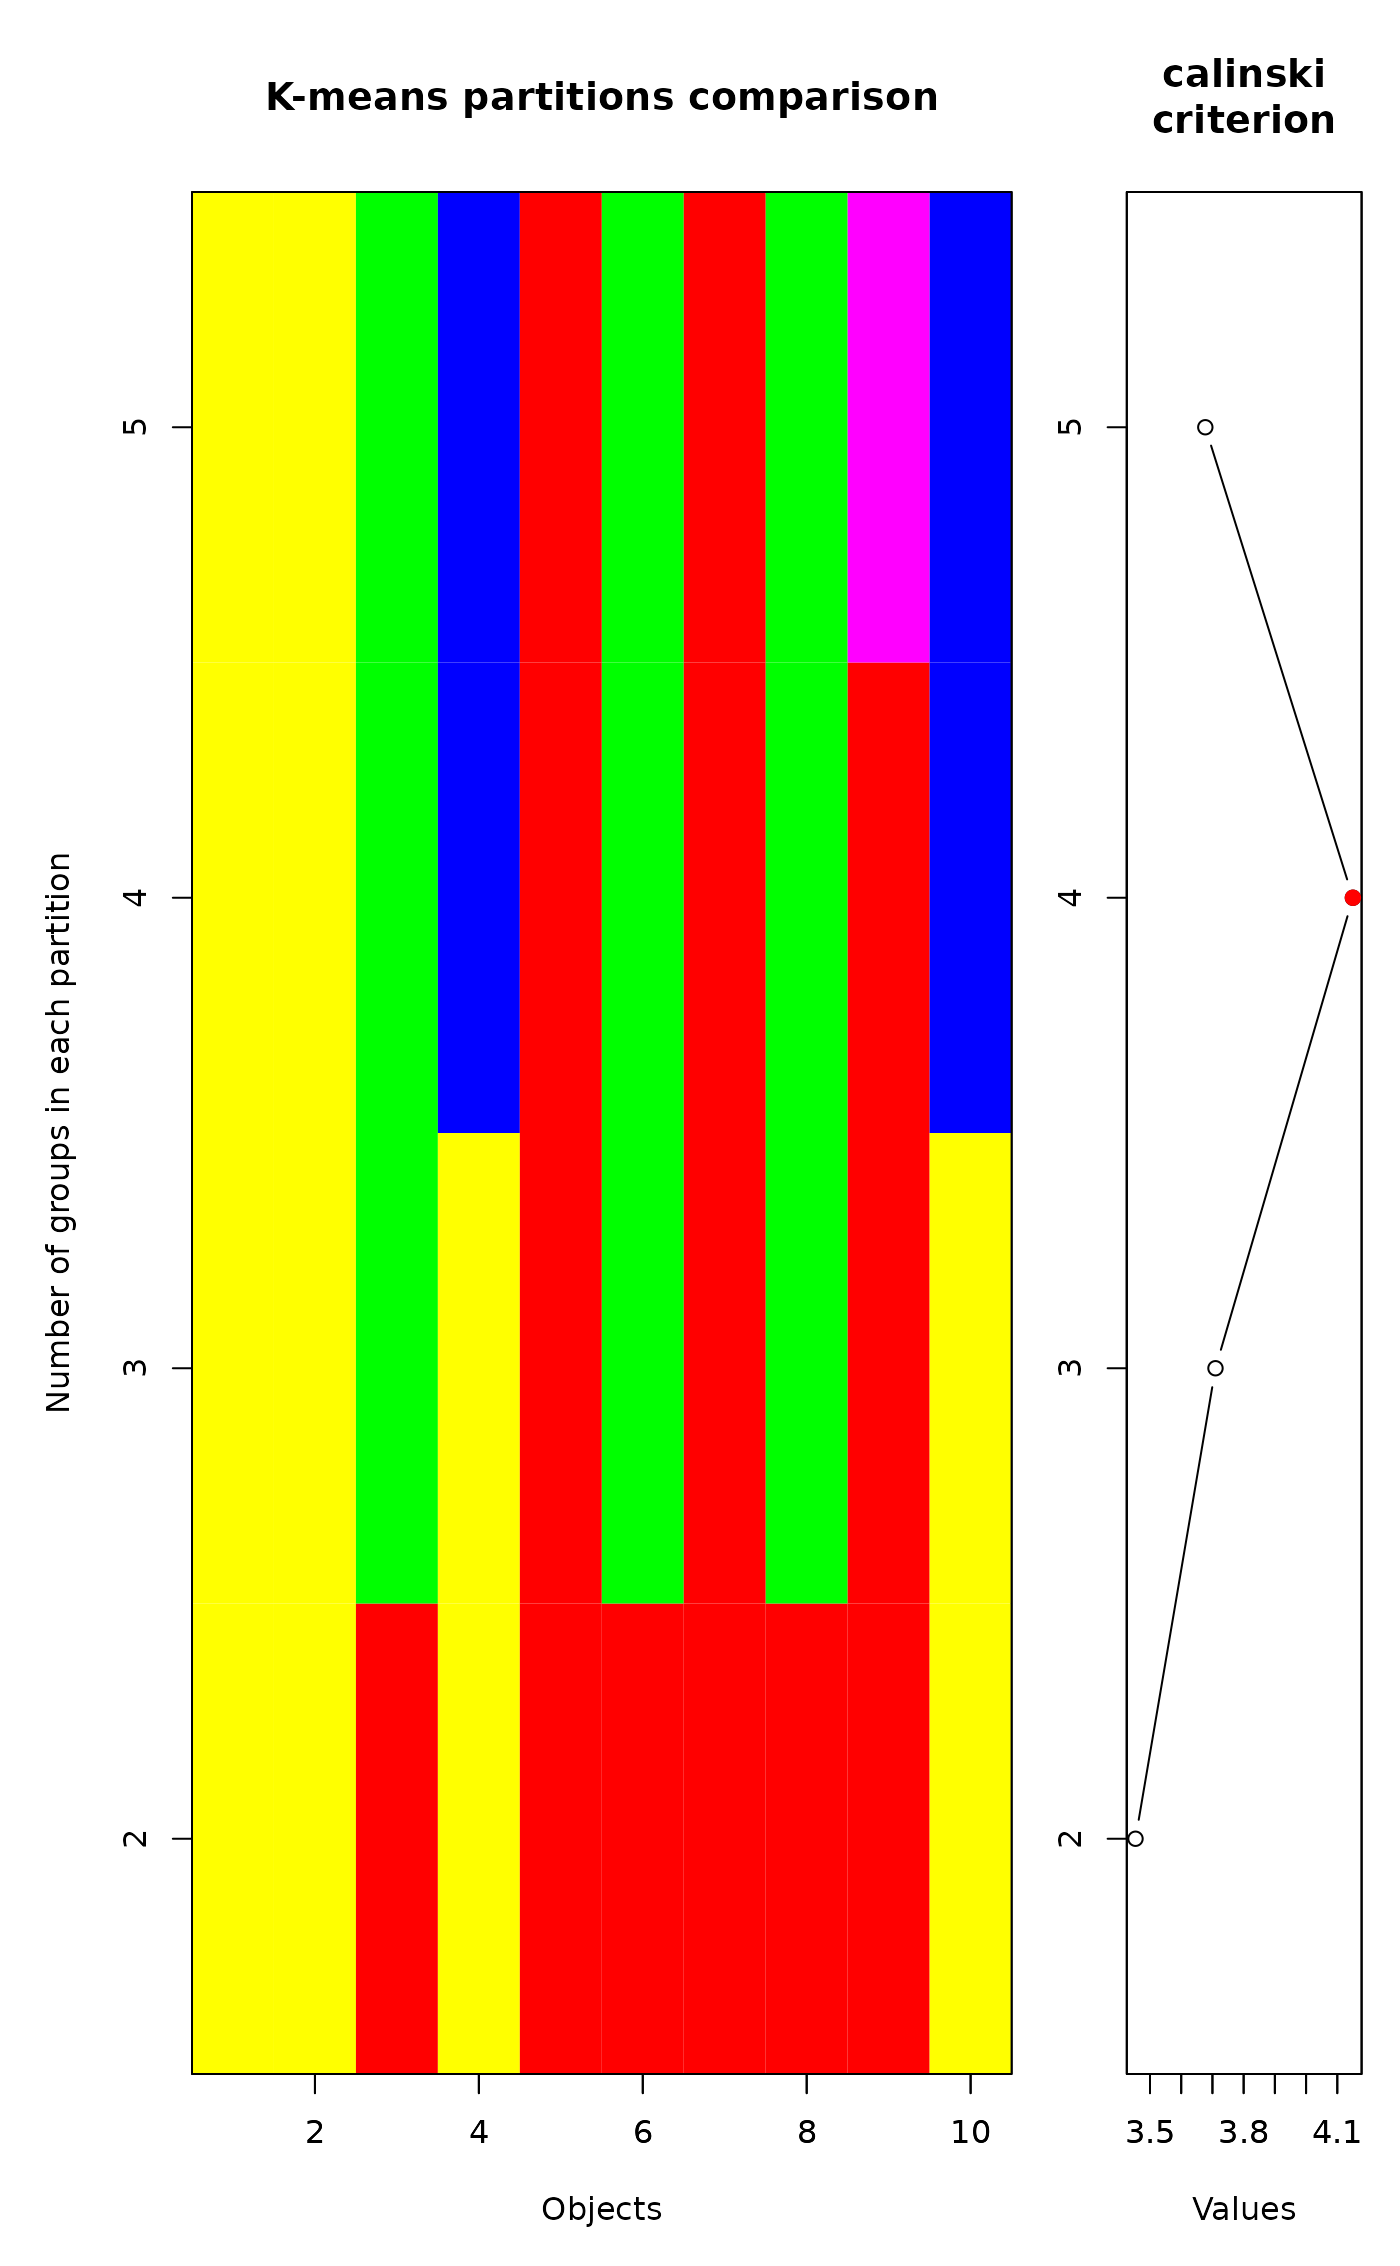 K-means partitions comparison
calinski
criterion
Number of groups in each partition
5
4
3
2
2 4 6 8 10
Objects
5
4
3
2
3.5 3.8 4.1
Values